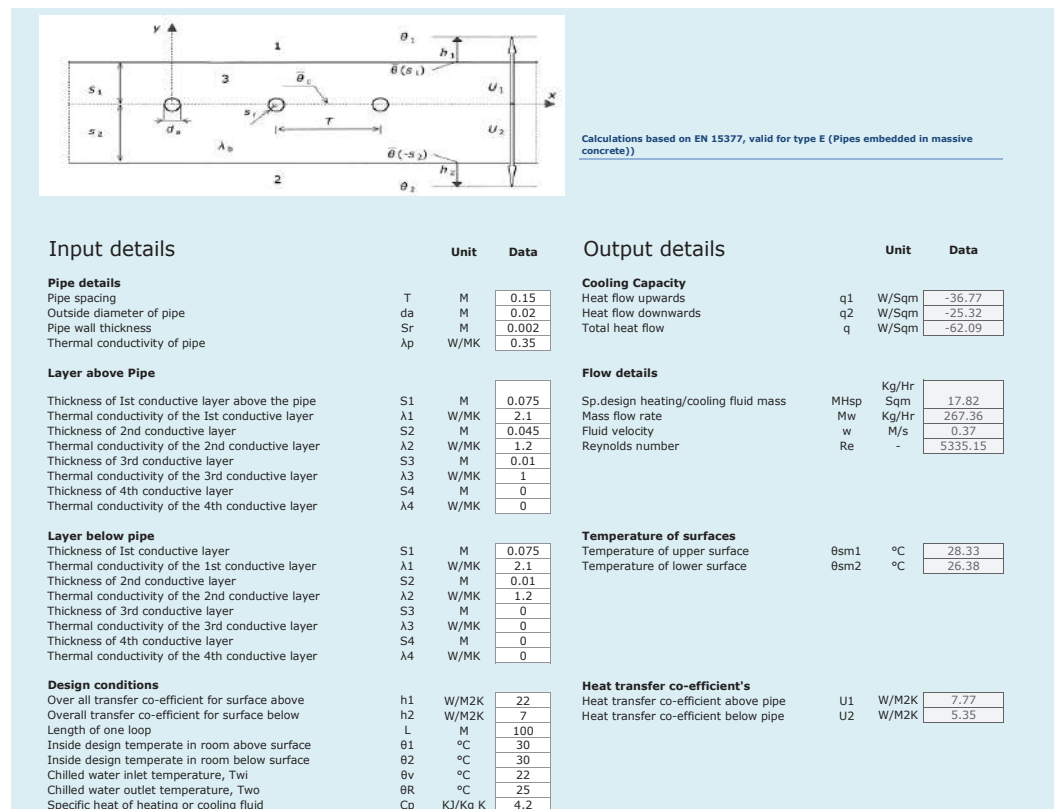 y
θ 1
1
h 1
θ̄ (s 1)
3
θ̄ c
s 1
U 1
x
s r
T
s 2
d a
U 2
λ b
θ̄ (-s 2)
h 2
2
θ 2
Calculations based on EN 15377, valid for type E (Pipes embedded in massive
concrete))
Input details Unit Data
Output details Unit Data
Pipe details
Pipe spacing T M 0.15
Outside diameter of pipe da M 0.02
Pipe wall thickness Sr M 0.002
Thermal conductivity of pipe λp W/MK 0.35
Cooling Capacity
Heat flow upwards q1 W/Sqm -36.77
Heat flow downwards q2 W/Sqm -25.32
Total heat flow q W/Sqm -62.09
Layer above Pipe
Thickness of Ist conductive layer above the pipe S1 M 0.075
Thermal conductivity of the Ist conductive layer λ1 W/MK 2.1
Thickness of 2nd conductive layer S2 M 0.045
Thermal conductivity of the 2nd conductive layer λ2 W/MK 1.2
Thickness of 3rd conductive layer S3 M 0.01
Thermal conductivity of the 3rd conductive layer λ3 W/MK 1
Thickness of 4th conductive layer S4 M 0
Thermal conductivity of the 4th conductive layer λ4 W/MK 0
Flow details
Kg/Hr
Sp.design heating/cooling fluid mass MHsp Sqm 17.82
Mass flow rate Mw Kg/Hr 267.36
Fluid velocity w M/s 0.37
Reynolds number Re - 5335.15
Layer below pipe
Thickness of Ist conductive layer S1 M 0.075
Thermal conductivity of the 1st conductive layer λ1 W/MK 2.1
Thickness of 2nd conductive layer S2 M 0.01
Thermal conductivity of the 2nd conductive layer λ2 W/MK 1.2
Thickness of 3rd conductive layer S3 M 0
Thermal conductivity of the 3rd conductive layer λ3 W/MK 0
Thickness of 4th conductive layer S4 M 0
Thermal conductivity of the 4th conductive layer λ4 W/MK 0
Temperature of surfaces
Temperature of upper surface θsm1 °C 28.33
Temperature of lower surface θsm2 °C 26.38
Design conditions
Over all transfer co-efficient for surface above h1 W/M2K 22
Overall transfer co-efficient for surface below h2 W/M2K 7
Length of one loop L M 100
Inside design temperate in room above surface θ1 °C 30
Inside design temperate in room below surface θ2 °C 30
Chilled water inlet temperature, Twi θv °C 22
Chilled water outlet temperature, Two θR °C 25
Specific heat of heating or cooling fluid Cp KJ/Kg K 4.2
Heat transfer co-efficient's
Heat transfer co-efficient above pipe U1 W/M2K 7.77
Heat transfer co-efficient below pipe U2 W/M2K 5.35